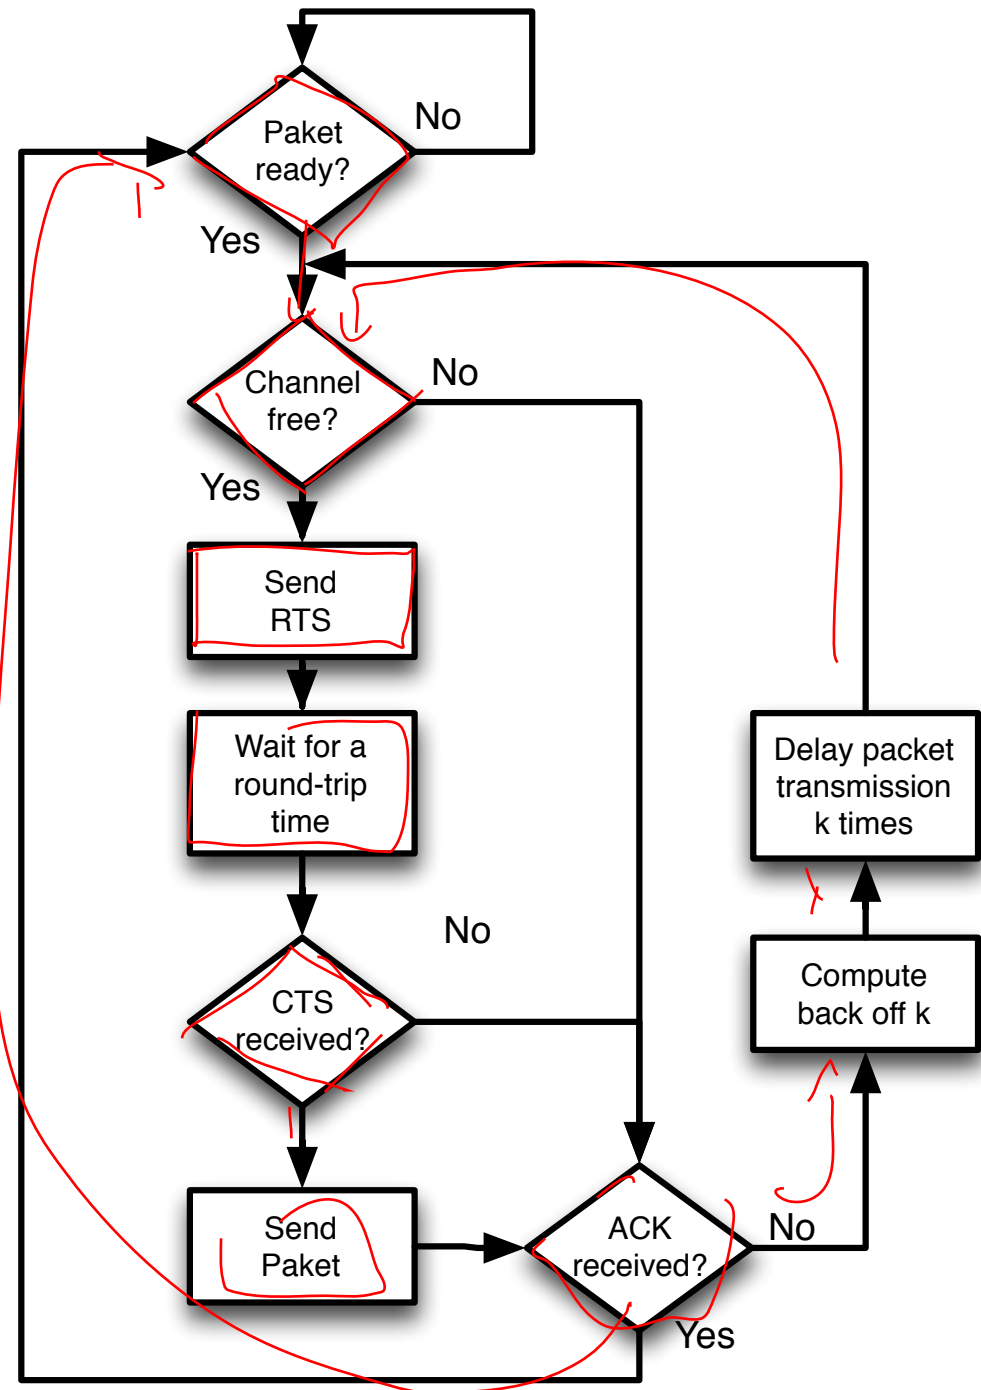 No
Paket
ready?
Yes
No
Channel
free?
Yes
Send
RTS
Wait for a
round-trip
time
Delay packet
transmission
k times
No
CTS
received?
Compute
back off k
Send
Paket
ACK
received?
No
Yes